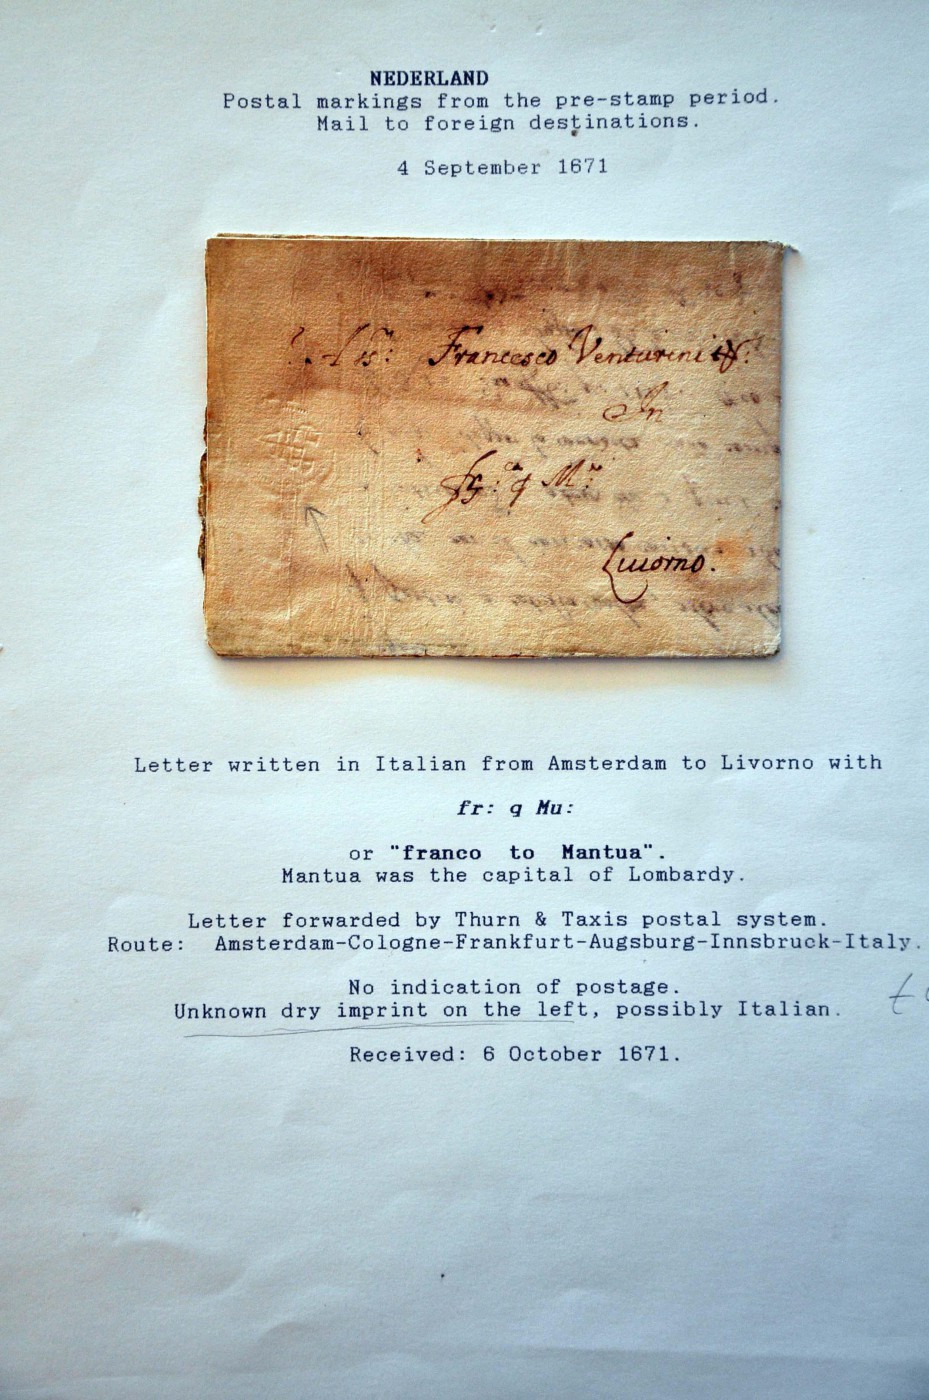 NEDERLAND
Postal markings from the pre-stamp period.
Mail to foreign destinations.
4 September 1671
Francesco Venturini &:
In
Livorno.
Letter written in Italian from Amsterdam to Livorno with
fr: q Mu:
or "franco to Mantua".
Mantua was the capital of Lombardy.
Letter forwarded by Thurn & Taxis postal system.
Route: Amsterdam-Cologne-Frankfurt-Augsburg-Innsbruck-Italy.
No indication of postage.
Unknown dry imprint on the left, possibly Italian.
Received: 6 October 1671.